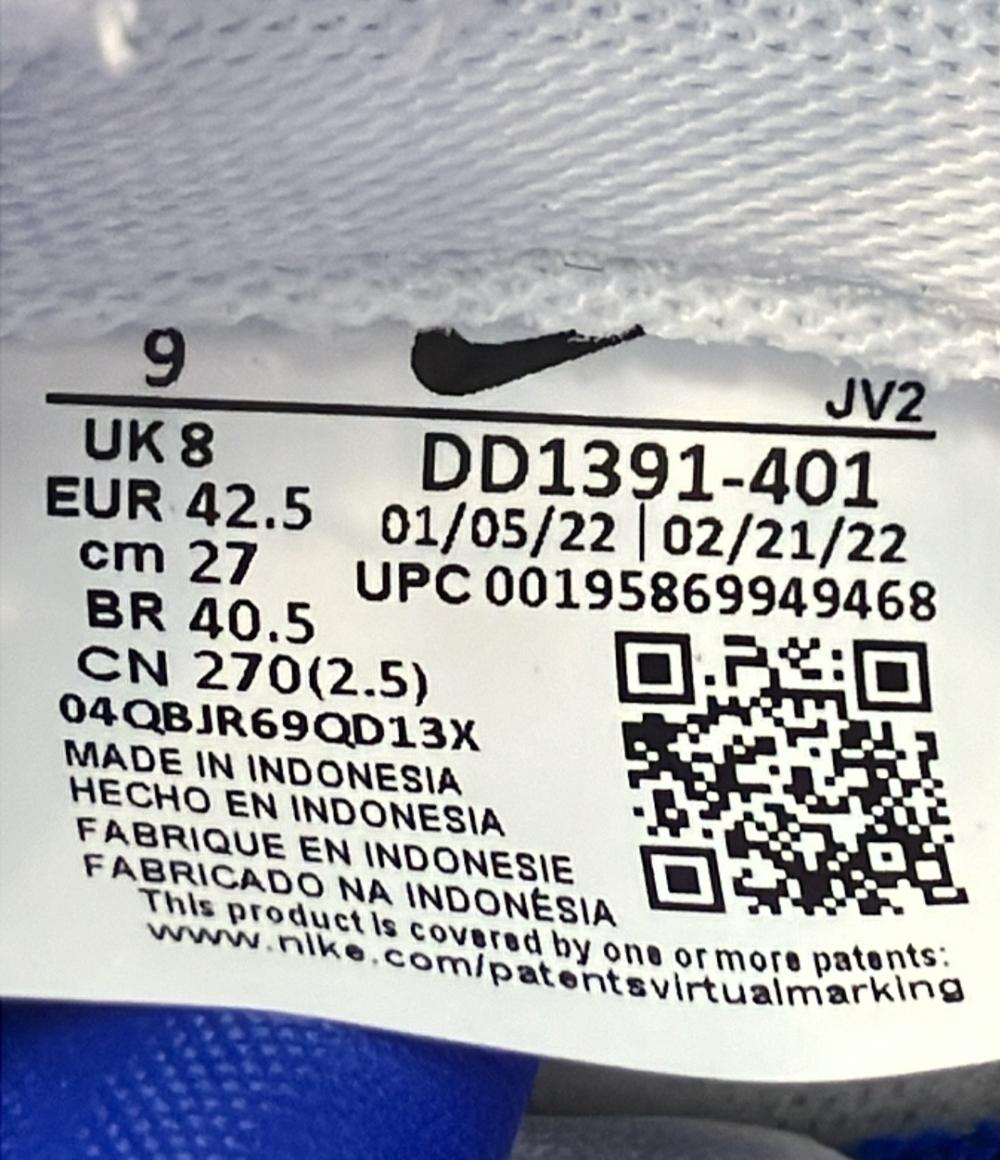 9
JV2
UK 8
DD1391-401
EUR 42.5
01/05/22 | 02/21/22
cm 27
UPC 00195869949468
BR 40.5
CN 270(2.5)
04QBJR69QD13X
MADE IN INDONESIA
HECHO EN INDONESIA
FABRIQUE EN INDONESIE
FABRICADO NA INDONÉSIA
This product is covered by one or more patents:
www.nike.com/patentsvirtualmarking